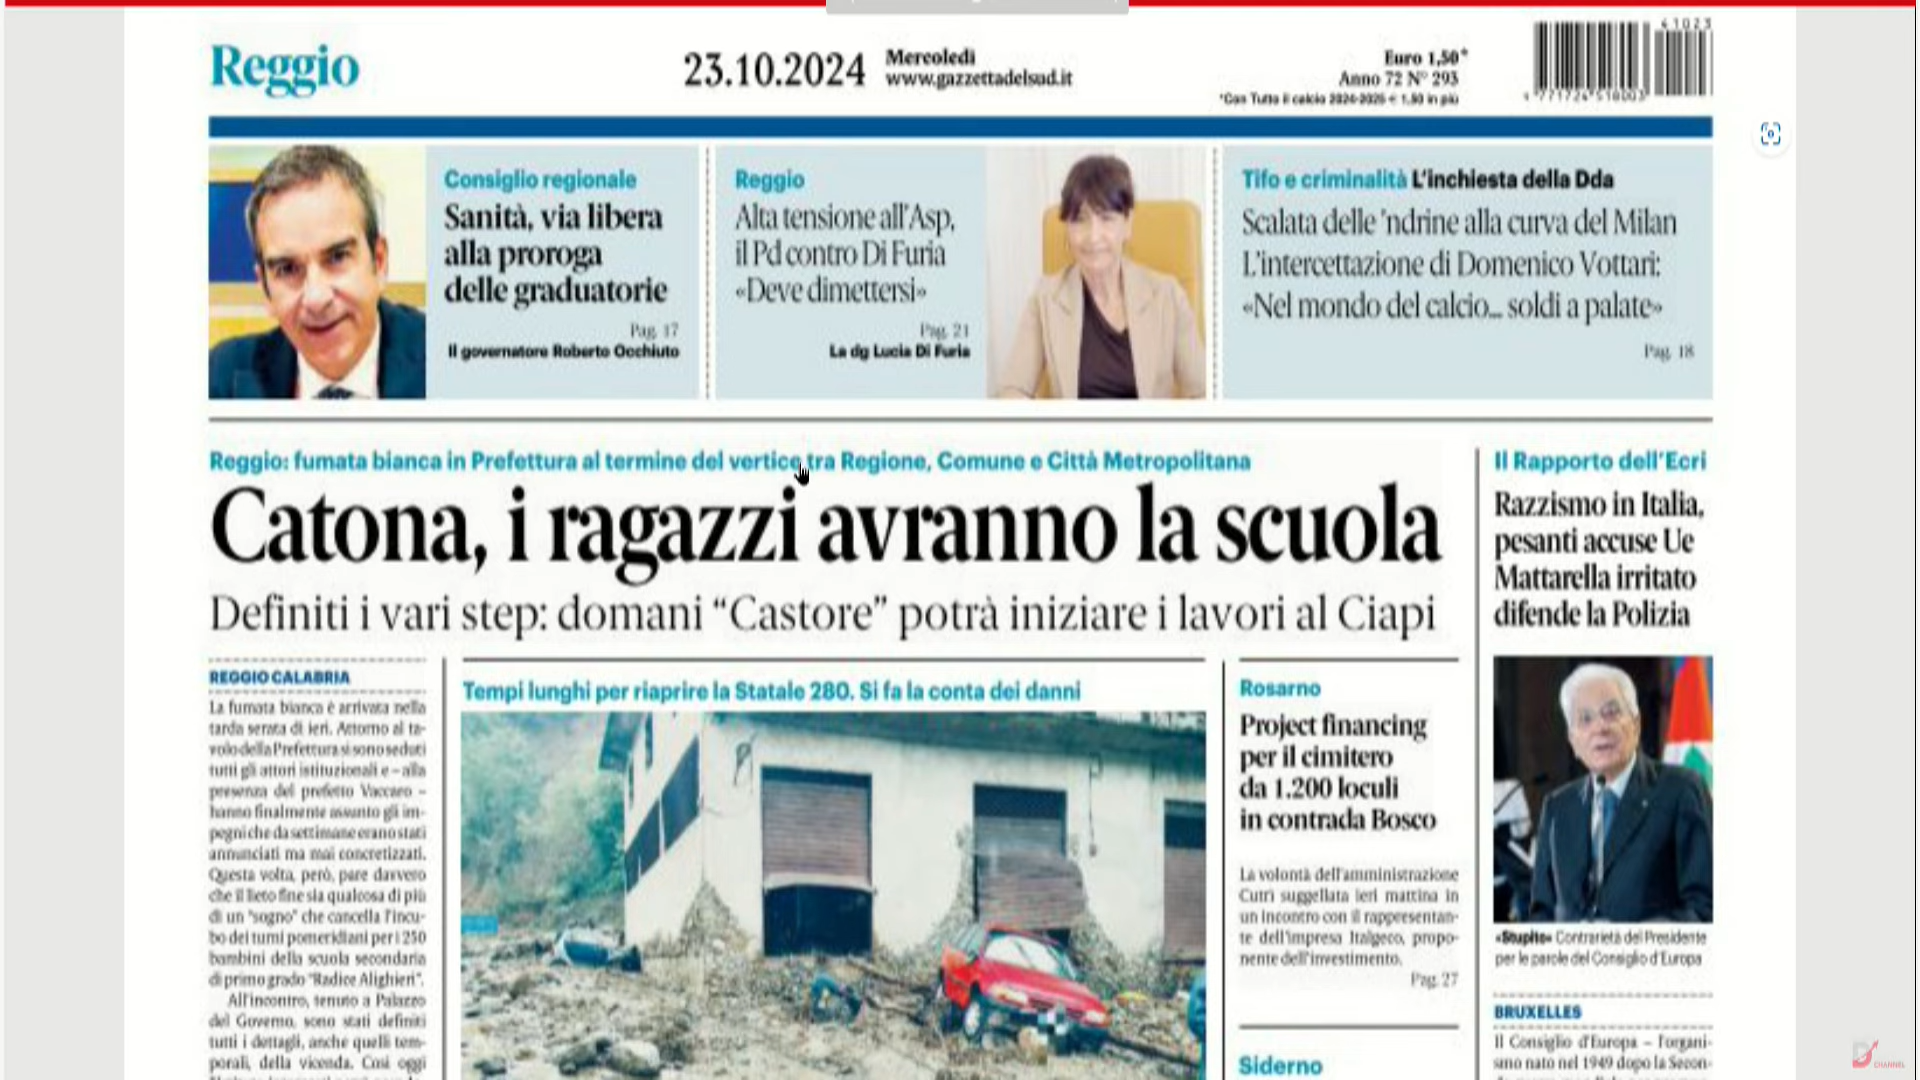 Reggio
23.10.2024
Mercoledì
www.gazzettadelsud.it
Euro 1,50*
Anno 72 N° 293
*Con Tutto il calcio 2024-2025 € 1,50 in più
41023
Consiglio regionale
Sanità, via libera
alla proroga
delle graduatorie
Pag. 17
Il governatore Roberto Occhiuto
Reggio
Alta tensione all'Asp,
il Pd contro Di Furia
«Deve dimettersi»
Pag. 21
La dg Lucia Di Furia
Tifo e criminalità L'inchiesta della Dda
Scalata delle 'ndrine alla curva del Milan
L'intercettazione di Domenico Vottari:
«Nel mondo del calcio... soldi a palate»
Pag. 18
Reggio: fumata bianca in Prefettura al termine del vertice tra Regione, Comune e Città Metropolitana
Catona, i ragazzi avranno la scuola
Definiti i vari step: domani “Castore” potrà iniziare i lavori al Ciapi
REGGIO CALABRIA
La fumata bianca è arrivata nella
tarda serata di ieri. Attorno al ta-
volo della Prefettura si sono seduti
tutti gli attori istituzionali e – alla
presenza del prefetto Vaccaro –
hanno finalmente assunto gli im-
pegni che da settimane erano stati
annunciati ma mai concretizzati.
Questa volta, però, pare davvero
che il lieto fine sia qualcosa di più
di un "sogno" che cancella l'incu-
bo dei turni pomeridiani per i 250
bambini della scuola secondaria
di primo grado "Radice Alighieri".
All'incontro, tenuto a Palazzo
del Governo, sono stati definiti
tutti i dettagli, anche quelli tem-
porali, della vicenda. Così oggi
Tempi lunghi per riaprire la Statale 280. Si fa la conta dei danni
Rosarno
Project financing
per il cimitero
da 1.200 loculi
in contrada Bosco
La volontà dell'amministrazione
Cutrì suggellata ieri mattina in
un incontro con il rappresentan-
te dell'impresa Italgeco, propo-
nente dell'investimento.
Pag. 27
Siderno
Il Rapporto dell'Ecri
Razzismo in Italia,
pesanti accuse Ue
Mattarella irritato
difende la Polizia
«Stupito» Contrarietà del Presidente
per le parole del Consiglio d'Europa
BRUXELLES
Il Consiglio d'Europa – l'organi-
smo nato nel 1949 dopo la Secon-
CHANNEL